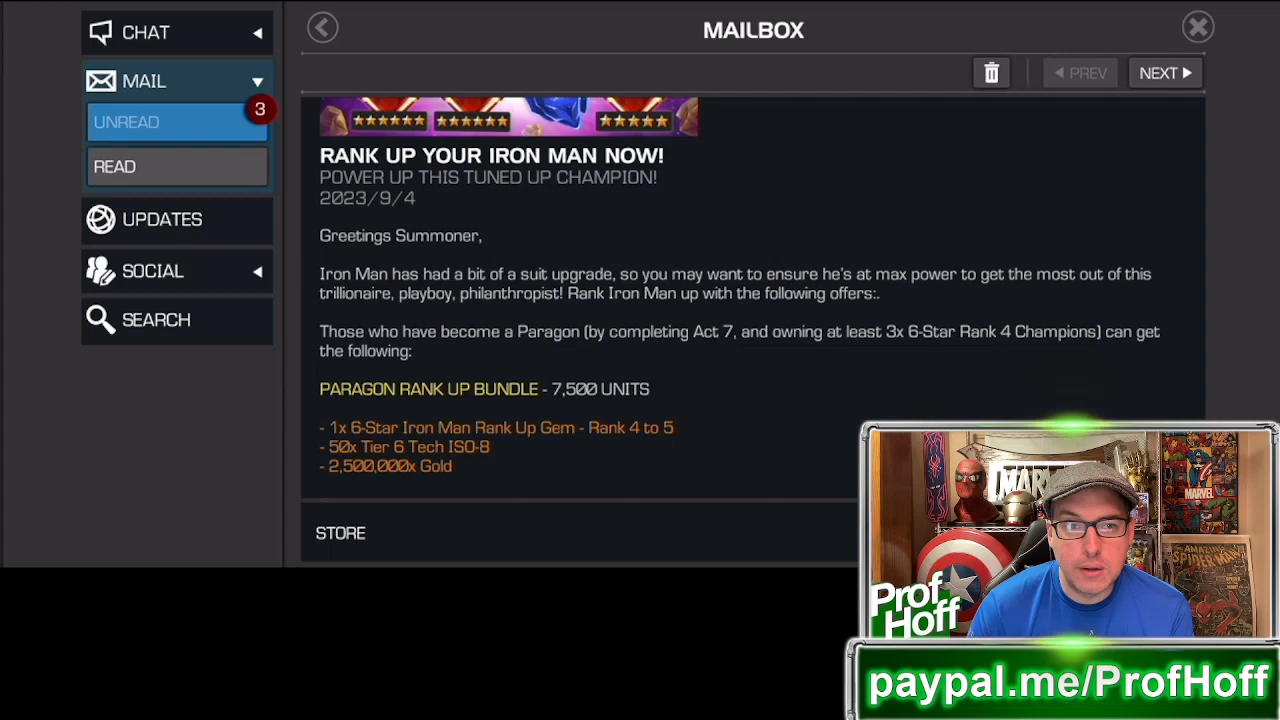 CHAT
MAIL
3
UNREAD
READ
UPDATES
SOCIAL
SEARCH
MAILBOX
PREV
NEXT
RANK UP YOUR IRON MAN NOW!
POWER UP THIS TUNED UP CHAMPION!
2023/9/4
Greetings Summoner,
Iron Man has had a bit of a suit upgrade, so you may want to ensure he's at max power to get the most out of this
trillionaire, playboy, philanthropist! Rank Iron Man up with the following offers:.
Those who have become a Paragon (by completing Act 7, and owning at least 3x 6-Star Rank 4 Champions) can get
the following:
PARAGON RANK UP BUNDLE - 7,500 UNITS
- 1x 6-Star Iron Man Rank Up Gem - Rank 4 to 5
- 50x Tier 6 Tech ISO-8
- 2,500,000x Gold
STORE
MARVEL
AMAZING
SPIDER-MAN
Prof
Hoff
paypal.me/ProfHoff